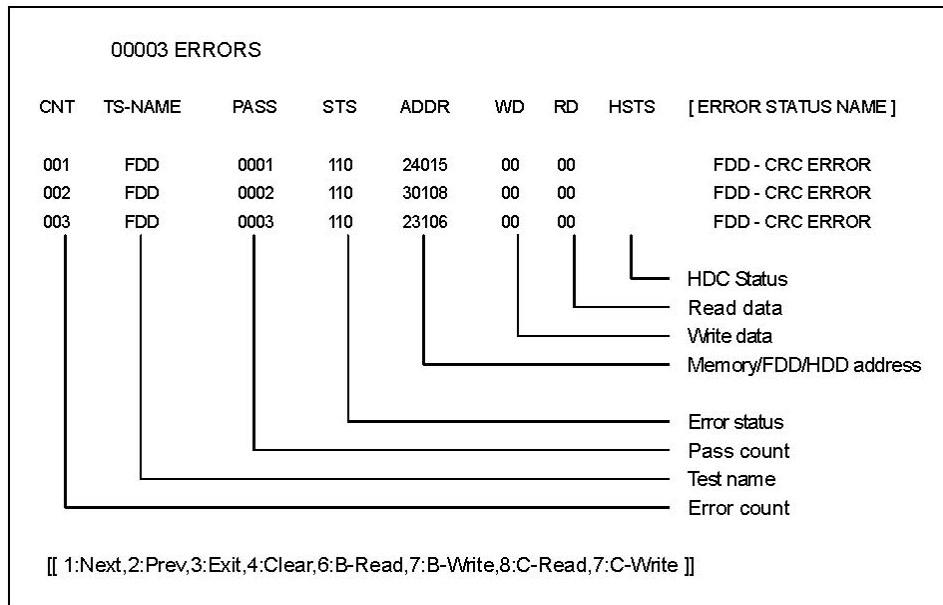 00003 ERRORS
CNT TS-NAME PASS STS ADDR WD RD HSTS [ ERROR STATUS NAME ]
001 FDD 0001 110 24015 00 00 FDD - CRC ERROR
002 FDD 0002 110 30108 00 00 FDD - CRC ERROR
003 FDD 0003 110 23106 00 00 FDD - CRC ERROR
HDC Status
Read data
Write data
Memory/FDD/HDD address
Error status
Pass count
Test name
Error count
[[ 1:Next,2:Prev,3:Exit,4:Clear,6:B-Read,7:B-Write,8:C-Read,7:C-Write ]]